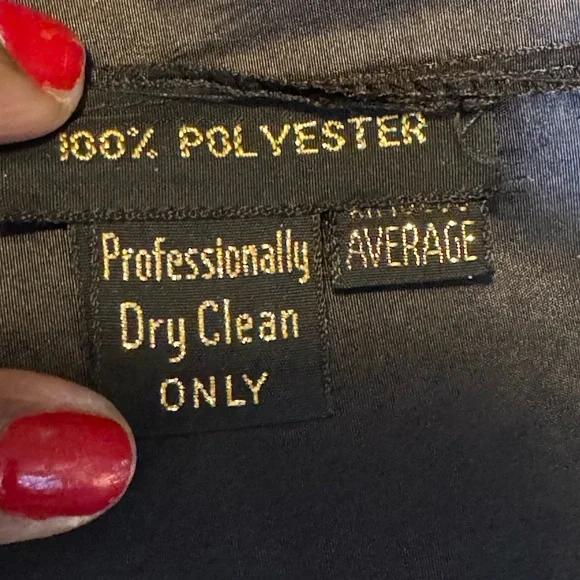 100% POLYESTER
Professionally
Dry Clean
ONLY
AVERAGE